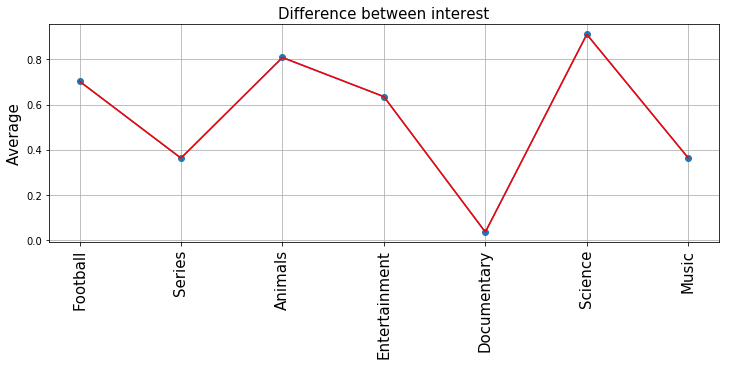 Difference between interest
Average
0.8
0.6
0.4
0.2
0.0
Football
Series
Animals
Entertainment
Documentary
Science
Music